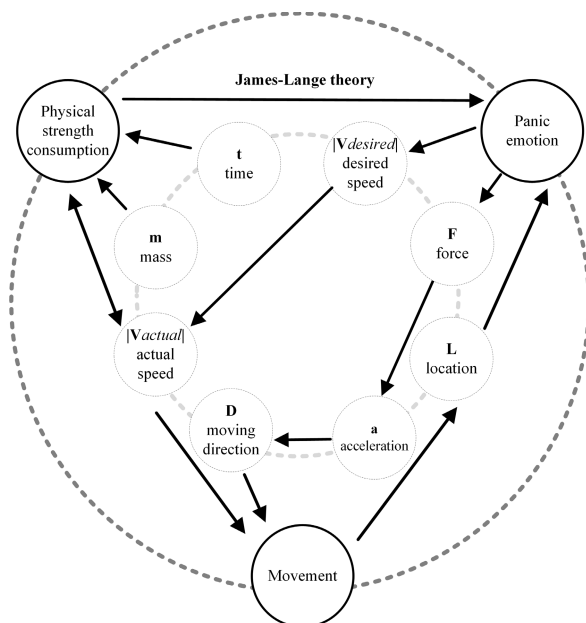 James-Lange theory
Physical
strength
consumption
Panic
emotion
t
time
|Vdesired|
desired
speed
m
mass
F
force
|Vactual|
actual
speed
L
location
D
moving
direction
a
acceleration
Movement